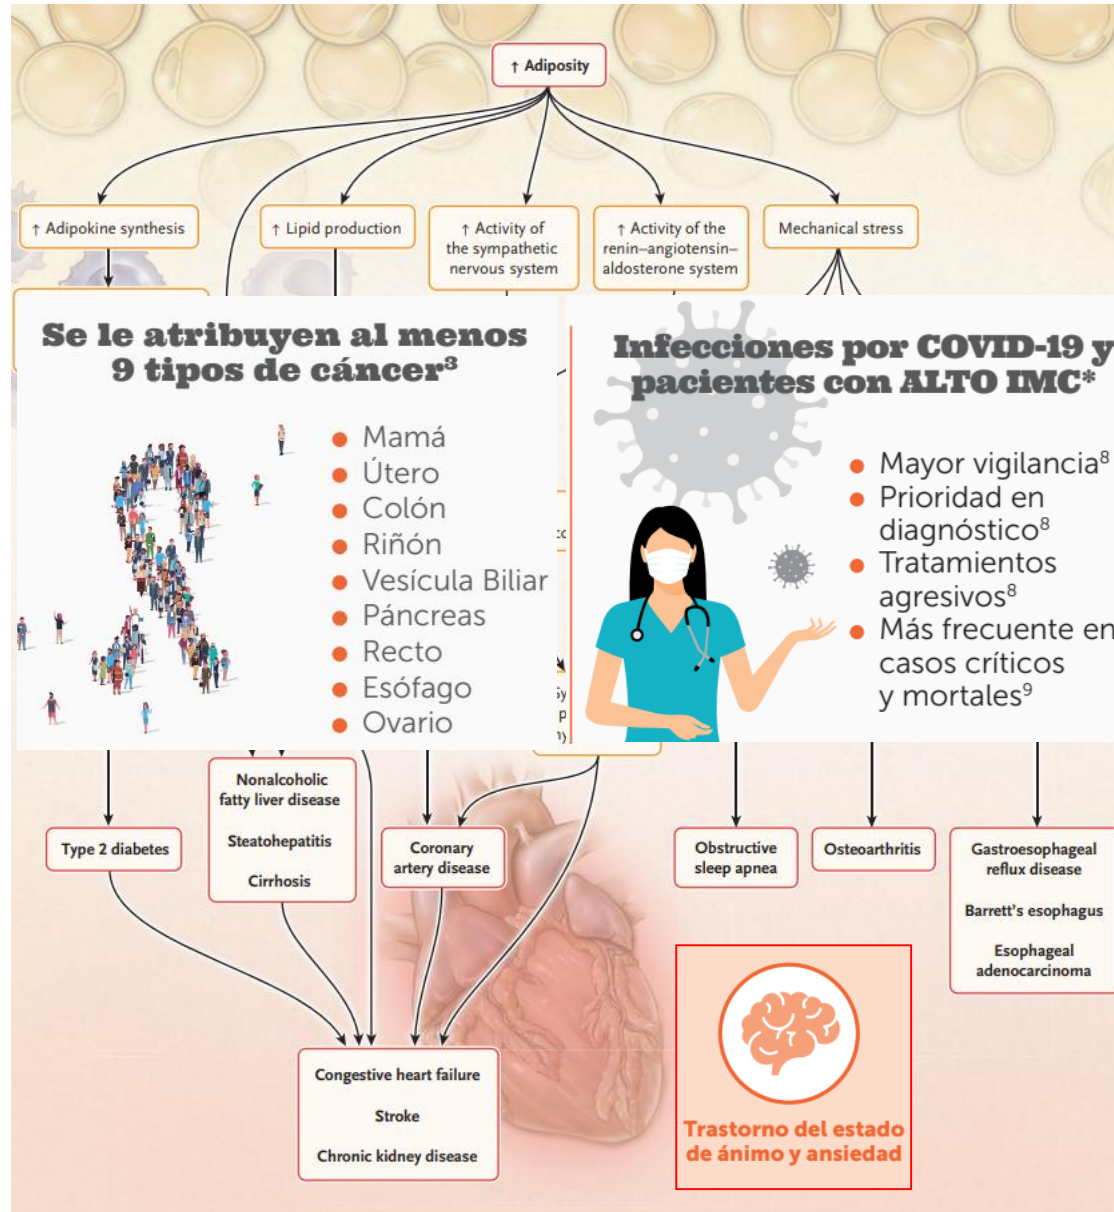 ↑ Adiposity
↑ Adipokine synthesis
↑ Lipid production
↑ Activity of
the sympathetic
nervous system
↑ Activity of the
renin–angiotensin–
aldosterone system
Mechanical stress
Se le atribuyen al menos
9 tipos de cáncer³
Mamá
Útero
Colón
Riñón
Vesícula Biliar
Páncreas
Recto
Esófago
Ovario
Infecciones por COVID-19 y
pacientes con ALTO IMC*
Mayor vigilancia⁸
Prioridad en
diagnóstico⁸
Tratamientos
agresivos⁸
Más frecuente en
casos críticos
y mortales⁹
Type 2 diabetes
Nonalcoholic
fatty liver disease
Steatohepatitis
Cirrhosis
Coronary
artery disease
Obstructive
sleep apnea
Osteoarthritis
Gastroesophageal
reflux disease
Barrett's esophagus
Esophageal
adenocarcinoma
Congestive heart failure
Stroke
Chronic kidney disease
Trastorno del estado
de ánimo y ansiedad